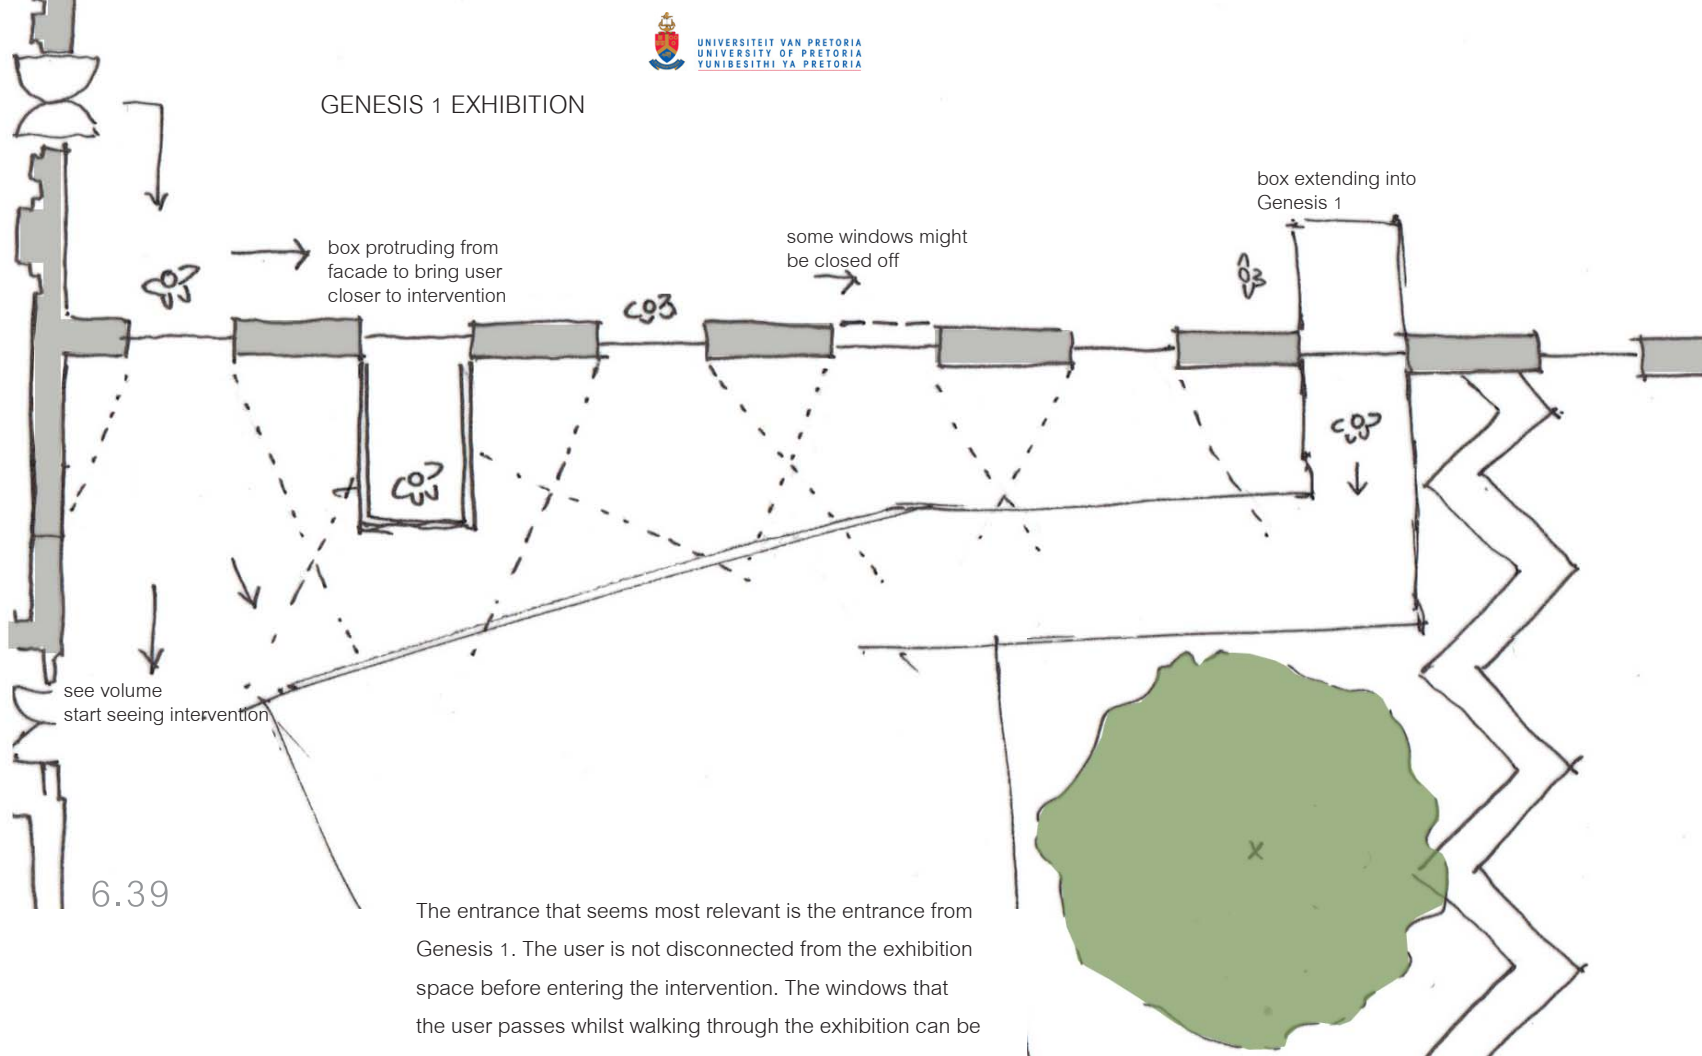 UNIVERSITEIT VAN PRETORIA
UNIVERSITY OF PRETORIA
YUNIBESITHI YA PRETORIA
GENESIS 1 EXHIBITION
box extending into
Genesis 1
some windows might
be closed off
box protruding from
facade to bring user
closer to intervention
see volume
start seeing intervention
6.39
The entrance that seems most relevant is the entrance from
Genesis 1. The user is not disconnected from the exhibition
space before entering the intervention. The windows that
the user passes whilst walking through the exhibition can be